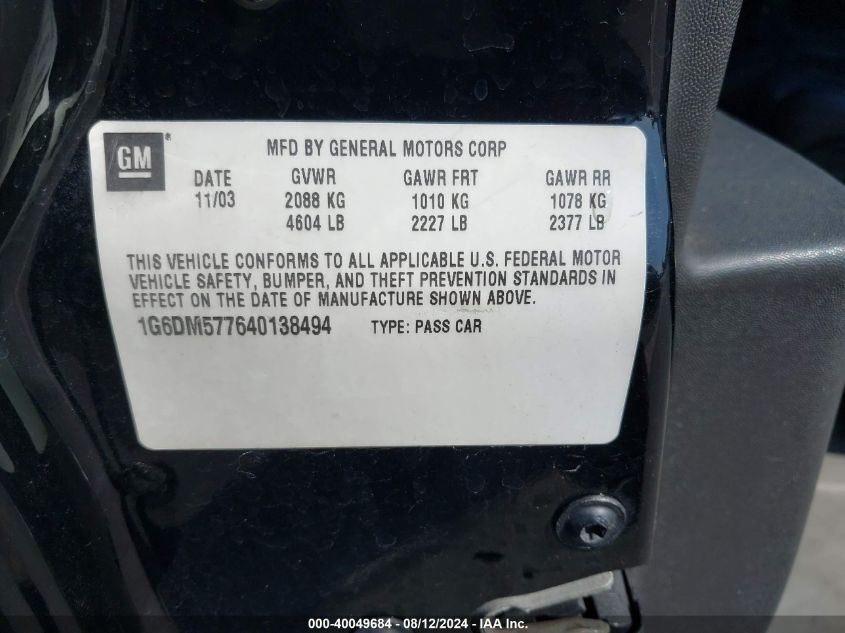 GM®
MFD BY GENERAL MOTORS CORP
DATE GVWR GAWR FRT GAWR RR
11/03 2088 KG 1010 KG 1078 KG
4604 LB 2227 LB 2377 LB
THIS VEHICLE CONFORMS TO ALL APPLICABLE U.S. FEDERAL MOTOR
VEHICLE SAFETY, BUMPER, AND THEFT PREVENTION STANDARDS IN
EFFECT ON THE DATE OF MANUFACTURE SHOWN ABOVE.
1G6DM577640138494 TYPE: PASS CAR
000-40049684 - 08/12/2024 - IAA Inc.